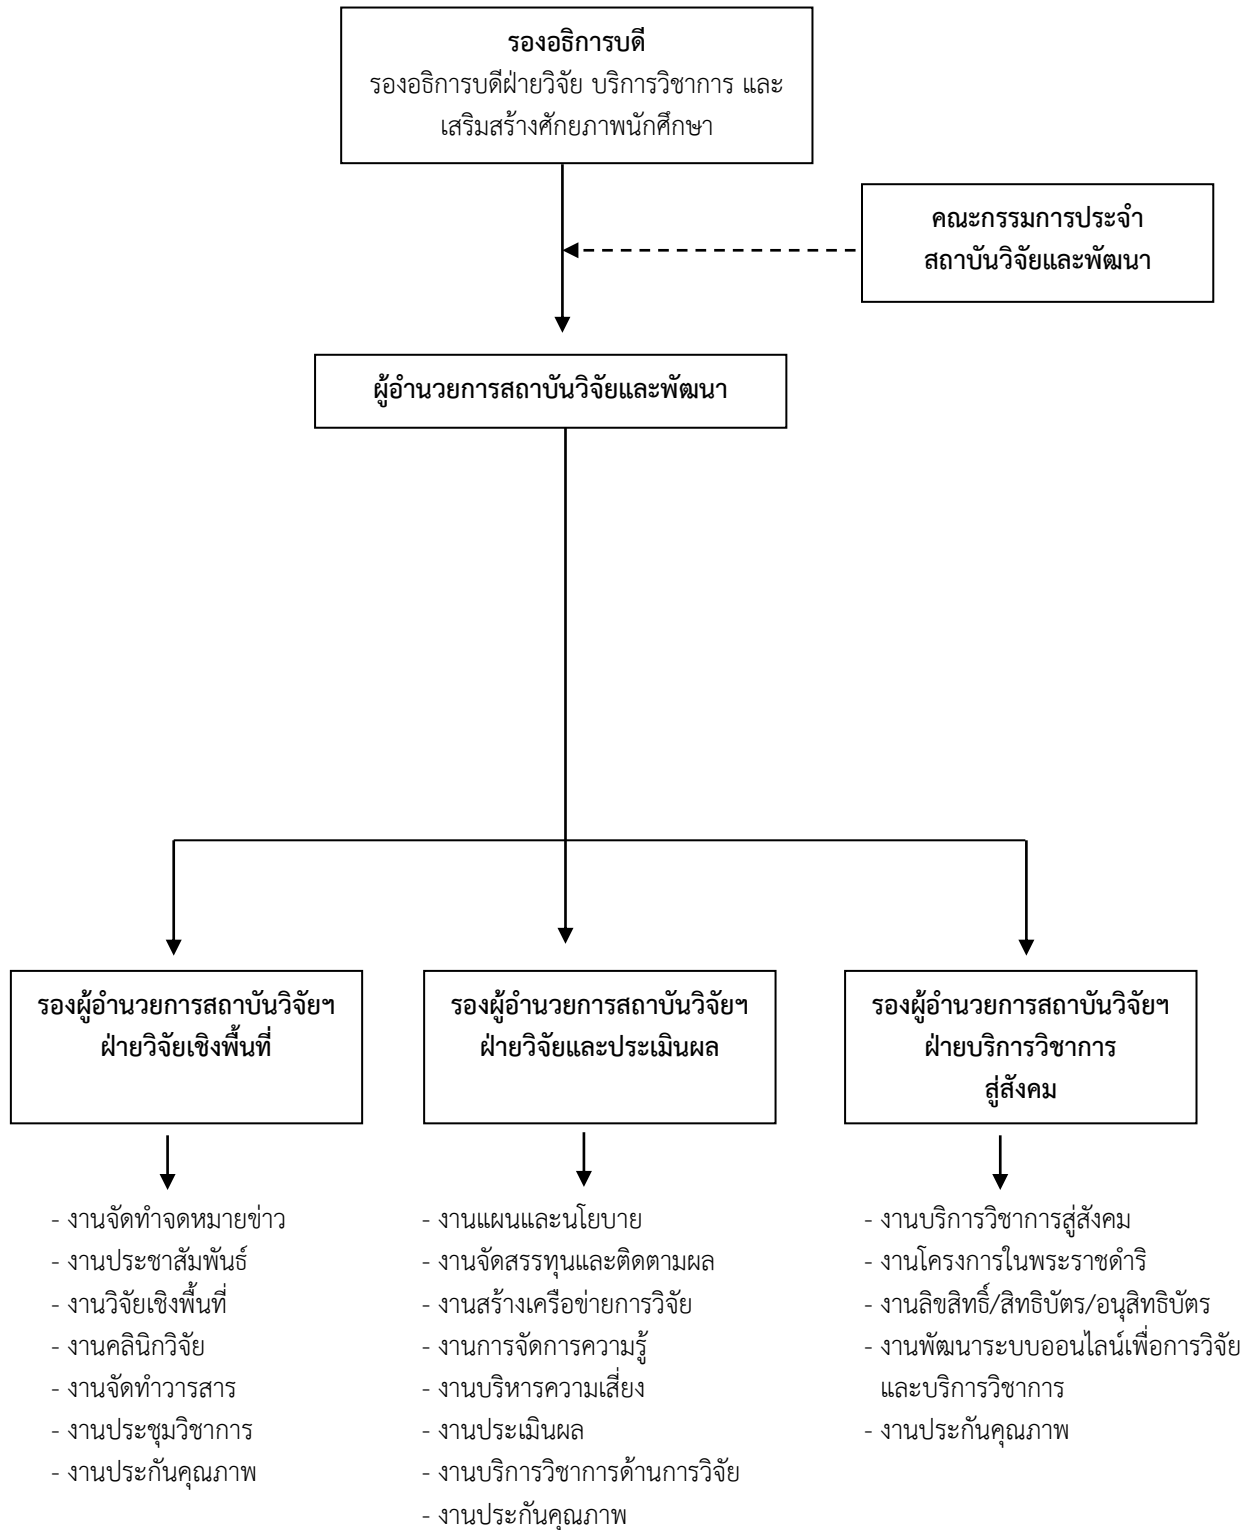 รองอธิการบดี
รองอธิการบดีฝ่ายวิจัย บริการวิชาการ และ
เสริมสร้างศักยภาพนักศึกษา
คณะกรรมการประจำ
สถาบันวิจัยและพัฒนา
ผู้อำนวยการสถาบันวิจัยและพัฒนา
รองผู้อำนวยการสถาบันวิจัยฯ
ฝ่ายวิจัยเชิงพื้นที่
รองผู้อำนวยการสถาบันวิจัยฯ
ฝ่ายวิจัยและประเมินผล
รองผู้อำนวยการสถาบันวิจัยฯ
ฝ่ายบริการวิชาการ
สู่สังคม
- งานจัดทำจดหมายข่าว
- งานประชาสัมพันธ์
- งานวิจัยเชิงพื้นที่
- งานคลินิกวิจัย
- งานจัดทำวารสาร
- งานประชุมวิชาการ
- งานประกันคุณภาพ
- งานแผนและนโยบาย
- งานจัดสรรทุนและติดตามผล
- งานสร้างเครือข่ายการวิจัย
- งานการจัดการความรู้
- งานบริหารความเสี่ยง
- งานประเมินผล
- งานบริการวิชาการด้านการวิจัย
- งานประกันคุณภาพ
- งานบริการวิชาการสู่สังคม
- งานโครงการในพระราชดำริ
- งานลิขสิทธิ์/สิทธิบัตร/อนุสิทธิบัตร
- งานพัฒนาระบบออนไลน์เพื่อการวิจัย
และบริการวิชาการ
- งานประกันคุณภาพ